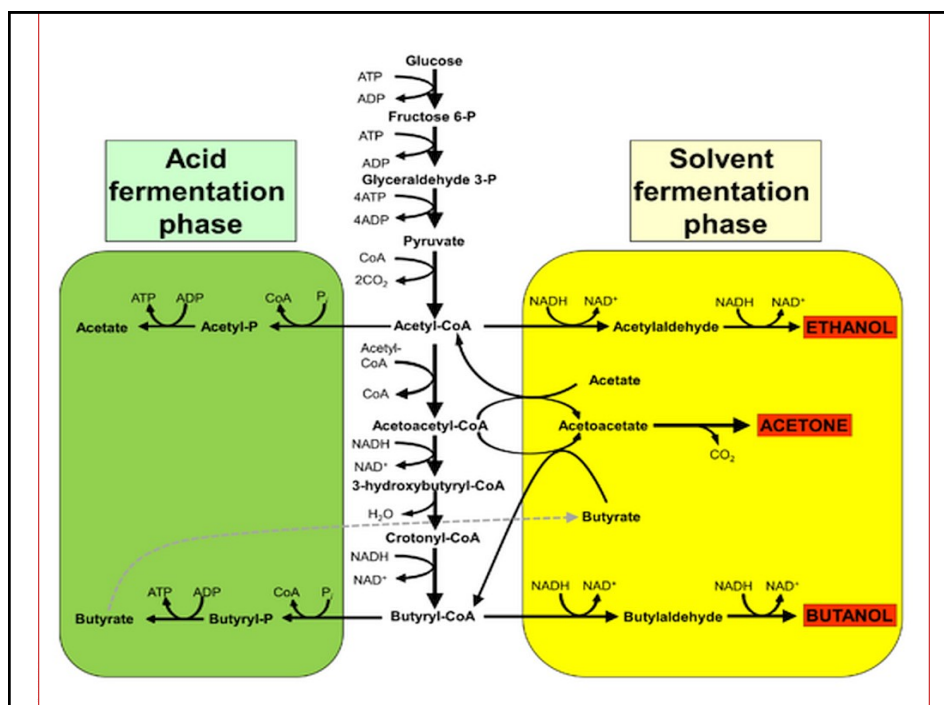 Glucose
ATP
ADP
Fructose 6-P
ATP
ADP
Glyceraldehyde 3-P
4ATP
4ADP
Pyruvate
CoA
2CO₂
Acid
fermentation
phase
Solvent
fermentation
phase
ATP ADP CoA Pᵢ
Acetate Acetyl-P Acetyl-CoA
NADH NAD⁺ NADH NAD⁺
Acetylaldehyde ETHANOL
Acetyl-
CoA
CoA
Acetate
Acetoacetyl-CoA Acetoacetate ACETONE
CO₂
NADH
NAD⁺
3-hydroxybutyryl-CoA
H₂O
Butyrate
Crotonyl-CoA
NADH
NAD⁺
ATP ADP CoA Pᵢ
Butyrate Butyryl-P Butyryl-CoA
NADH NAD⁺ NADH NAD⁺
Butylaldehyde BUTANOL